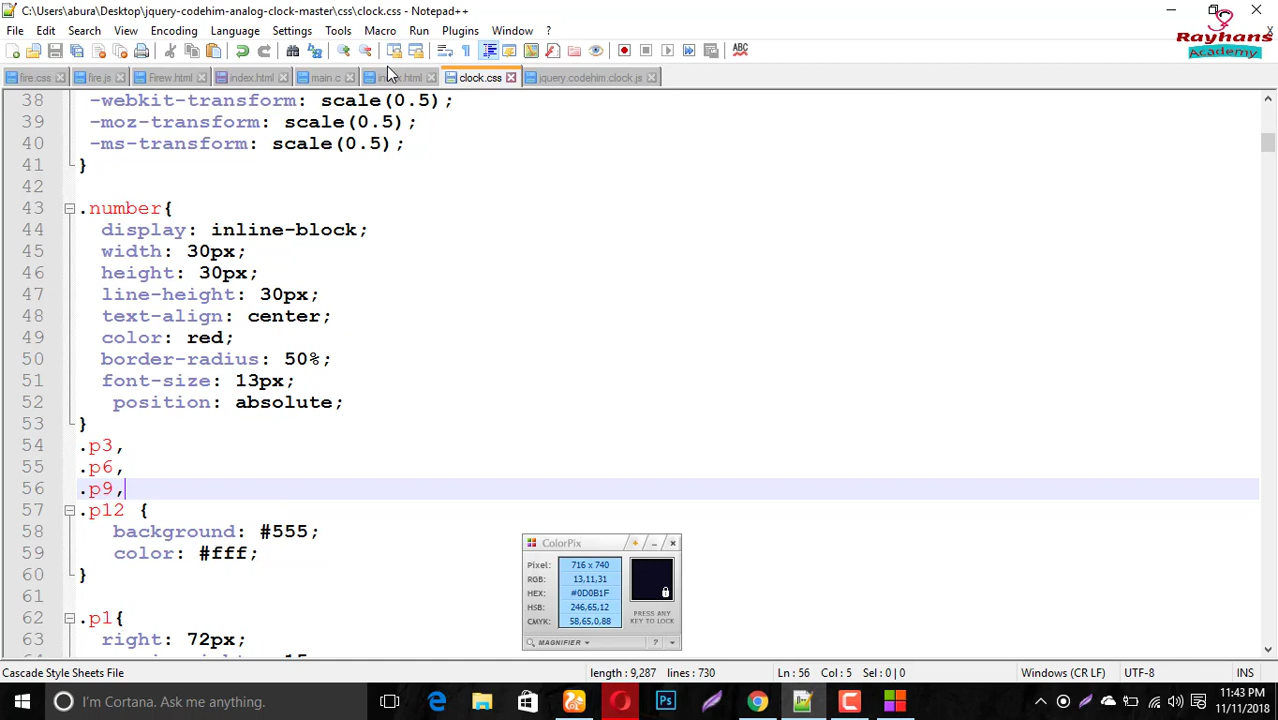 C:\Users\abura\Desktop\jquery-codehim-analog-clock-master\css\clock.css - Notepad++
File Edit Search View Encoding Language Settings Tools Macro Run Plugins Window ?
Rayhans
Academy
fire.css fire.js Firew.html index.html main.c clock.css jquery.codehim.clock.js
38 -webkit-transform: scale(0.5);
39 -moz-transform: scale(0.5);
40 -ms-transform: scale(0.5);
41 }
42
43 .number{
44 display: inline-block;
45 width: 30px;
46 height: 30px;
47 line-height: 30px;
48 text-align: center;
49 color: red;
50 border-radius: 50%;
51 font-size: 13px;
52 position: absolute;
53 }
54 .p3,
55 .p6,
56 .p9,
57 .p12 {
58 background: #555;
59 color: #fff;
60 }
61
62 .p1{
63 right: 72px;
ColorPix
Pixel: 716 x 740
RGB: 13,11,31
HEX: #0D0B1F
HSB: 246,65,12
CMYK: 58,65,0,88
PRESS ANY
KEY TO LOCK
MAGNIFIER ?
Cascade Style Sheets File length : 9,287 lines : 730 Ln : 56 Col : 5 Sel : 0 | 0 Windows (CR LF) UTF-8 INS
I'm Cortana. Ask me anything.
11:43 PM
11/11/2018